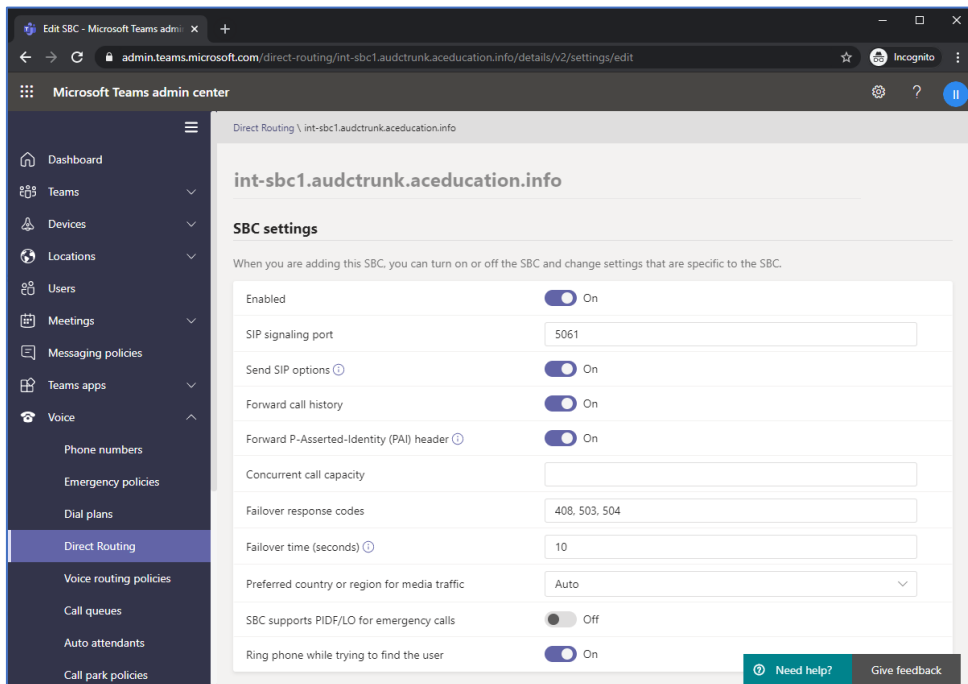 Edit SBC - Microsoft Teams admi
admin.teams.microsoft.com/direct-routing/int-sbc1.audctrunk.aceducation.info/details/v2/settings/edit
Incognito
Microsoft Teams admin center
?
II
Direct Routing \ int-sbc1.audctrunk.aceducation.info
Dashboard
Teams
Devices
Locations
Users
Meetings
Messaging policies
Teams apps
Voice
Phone numbers
Emergency policies
Dial plans
Direct Routing
Voice routing policies
Call queues
Auto attendants
Call park policies
int-sbc1.audctrunk.aceducation.info
SBC settings
When you are adding this SBC, you can turn on or off the SBC and change settings that are specific to the SBC.
Enabled On
SIP signaling port 5061
Send SIP options On
Forward call history On
Forward P-Asserted-Identity (PAI) header On
Concurrent call capacity
Failover response codes 408, 503, 504
Failover time (seconds) 10
Preferred country or region for media traffic Auto
SBC supports PIDF/LO for emergency calls Off
Ring phone while trying to find the user On
Need help? Give feedback